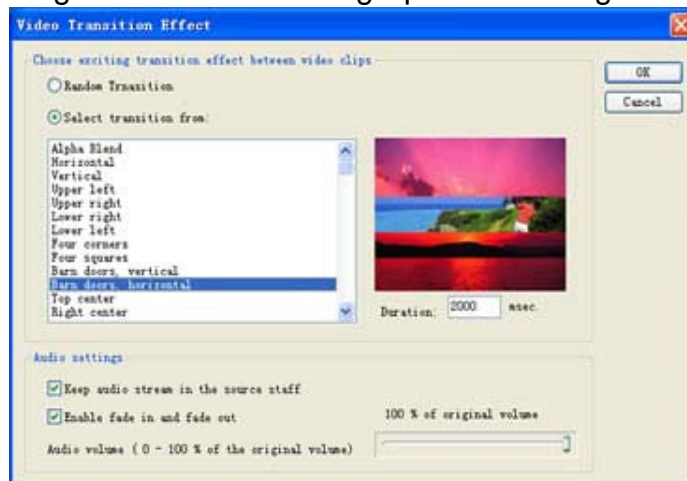 Video Transition Effect
Choose exciting transition effect between video clips
Random Trnasition
Select transition from:
Alpha Blend
Horizontal
Vertical
Upper left
Upper right
Lower right
Lower left
Four corners
Four squares
Barn doors, vertical
Barn doors, horizontal
Top center
Right center
Duration: 2000 msec.
OK
Cancel
Audio settings
Keep audio stream in the source staff
Enable fade in and fade out
100 % of original volume
Audio volume ( 0 - 100 % of the original volume)